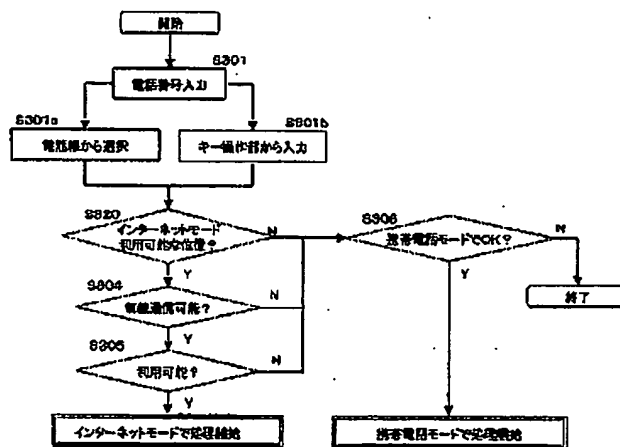 開始
S301
電話番号入力
S301a
S301b
電話帳から選択
キー操作部から入力
S320
インターネットモード
利用可能な位置?
N
Y
S306
携帯電話モードでOK?
N
Y
終了
S304
無線通信可能?
N
Y
S305
利用可能?
N
Y
インターネットモードで処理開始
携帯電話モードで処理開始